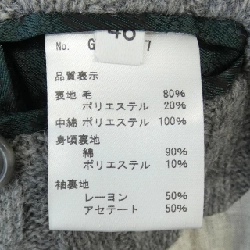 46
No. G
品質表示
裏地 毛 80%
ポリエステル 20%
中綿 ポリエステル 100%
身頃裏地
綿 90%
ポリエステル 10%
袖裏地
レーヨン 50%
アセテート 50%